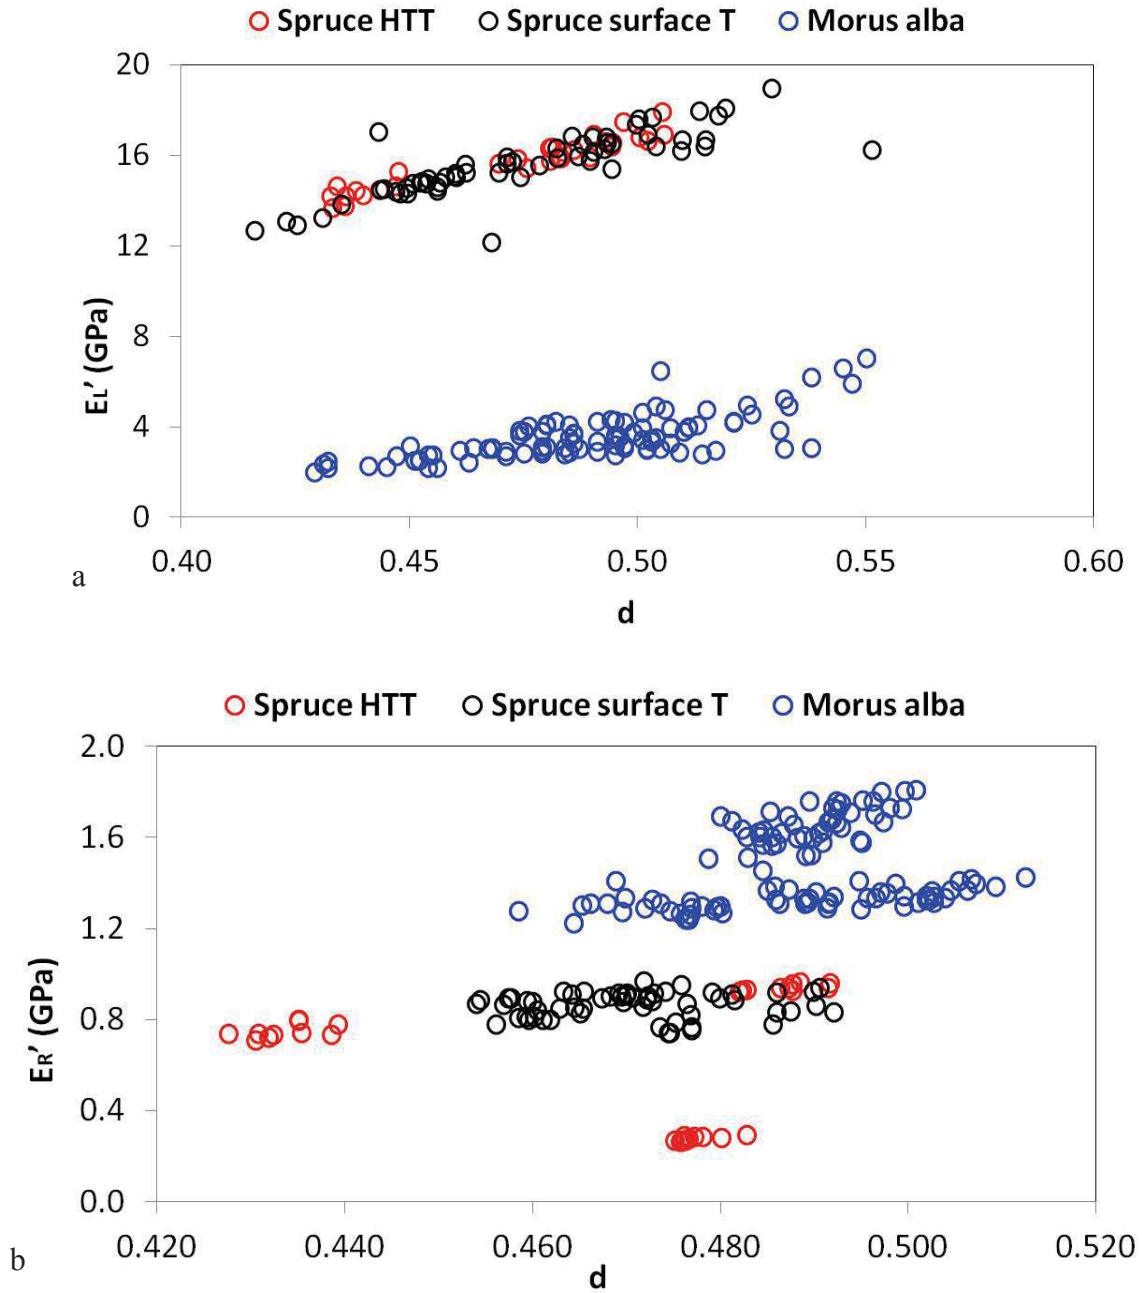 Spruce HTT Spruce surface T Morus alba
20
16
12
8
4
0
EL’ (GPa)
0.40 0.45 0.50 0.55 0.60
a
d
Spruce HTT Spruce surface T Morus alba
2.0
1.6
1.2
0.8
0.4
0.0
ER’ (GPa)
0.420 0.440 0.460 0.480 0.500 0.520
b
d